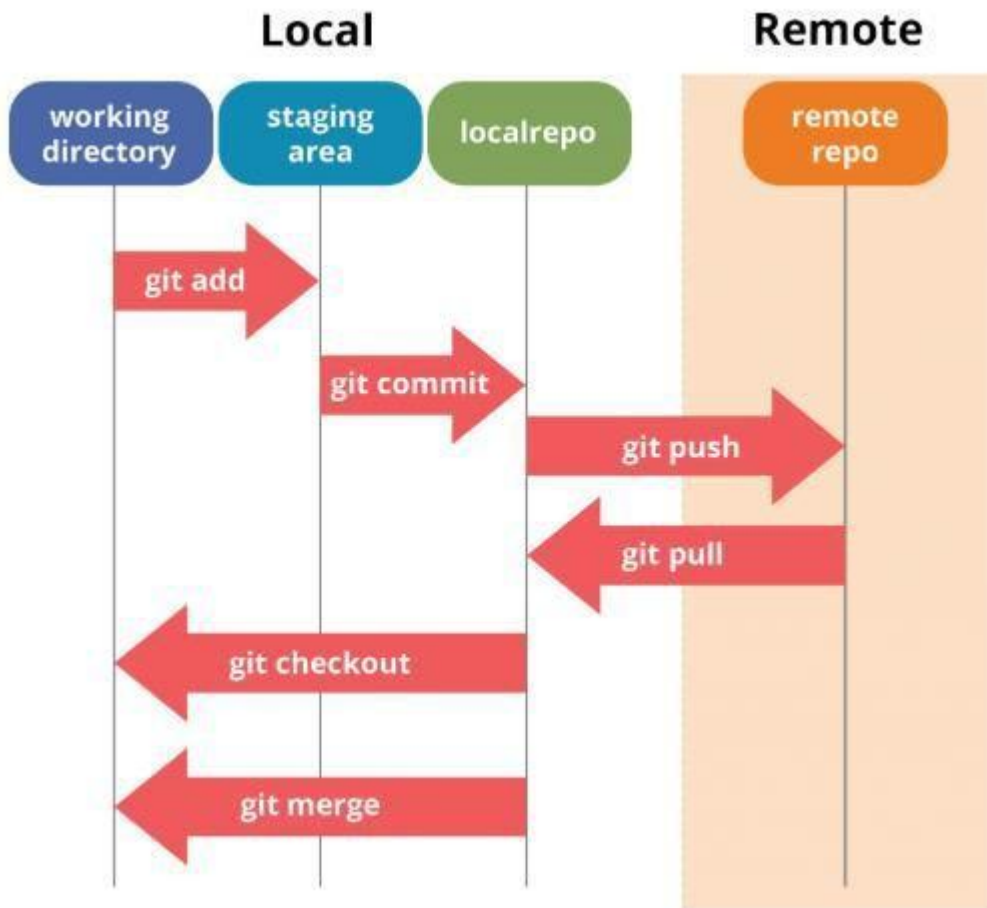 Local
Remote
working
directory
staging
area
localrepo
remote
repo
git add
git commit
git push
git pull
git checkout
git merge